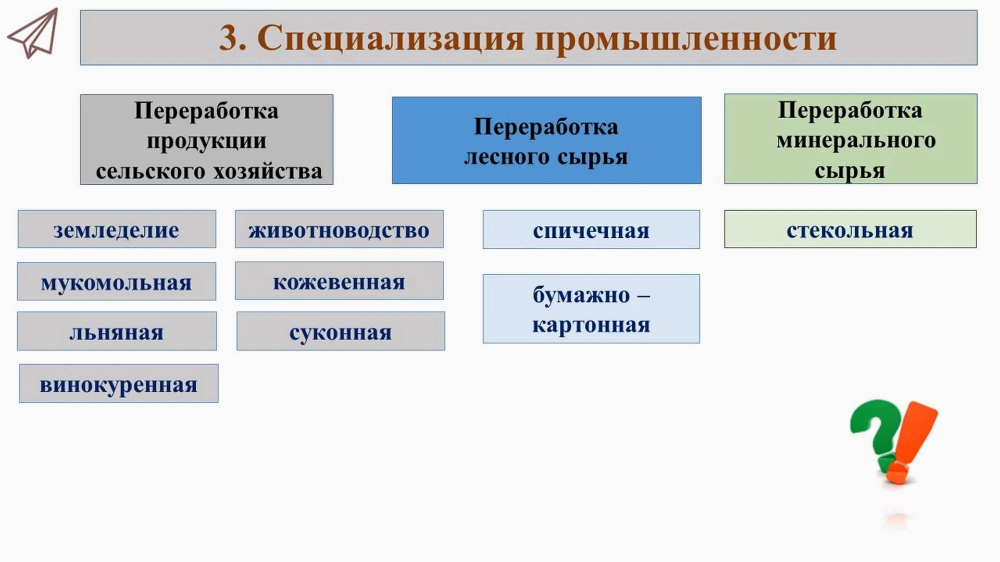 3. Специализация промышленности
Переработка
продукции
сельского хозяйства
Переработка
лесного сырья
Переработка
минерального
сырья
земледелие
животноводство
спичечная
стекольная
мукомольная
кожевенная
бумажно –
картонная
льняная
суконная
винокуренная